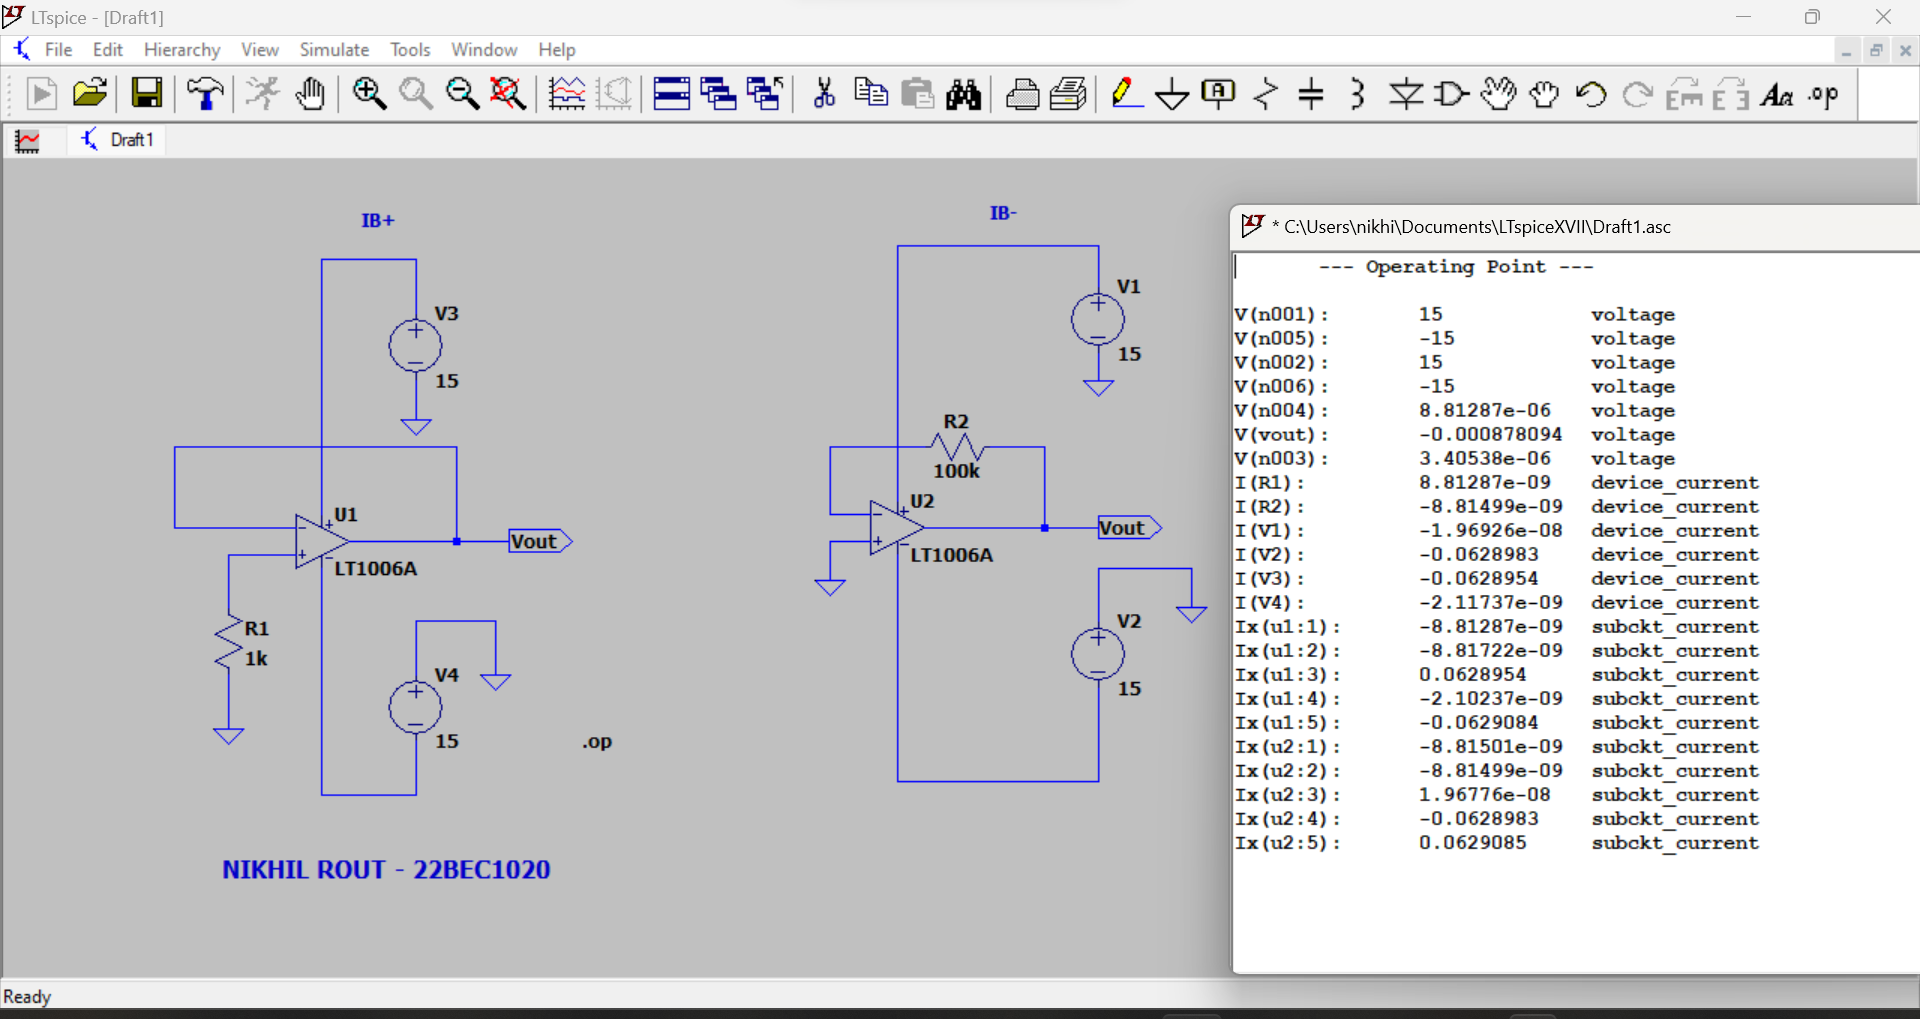 LTspice - [Draft1]
File Edit Hierarchy View Simulate Tools Window Help
A Aa .op
Draft1
IB+
V3
15
U1
LT1006A
Vout
R1
1k
V4
15
.op
NIKHIL ROUT - 22BEC1020
IB-
V1
15
R2
100k
U2
LT1006A
Vout
V2
15
* C:\Users\nikhi\Documents\LTspiceXVII\Draft1.asc
--- Operating Point ---
V(n001): 15 voltage
V(n005): -15 voltage
V(n002): 15 voltage
V(n006): -15 voltage
V(n004): 8.81287e-06 voltage
V(vout): -0.000878094 voltage
V(n003): 3.40538e-06 voltage
I(R1): 8.81287e-09 device_current
I(R2): -8.81499e-09 device_current
I(V1): -1.96926e-08 device_current
I(V2): -0.0628983 device_current
I(V3): -0.0628954 device_current
I(V4): -2.11737e-09 device_current
Ix(u1:1): -8.81287e-09 subckt_current
Ix(u1:2): -8.81722e-09 subckt_current
Ix(u1:3): 0.0628954 subckt_current
Ix(u1:4): -2.10237e-09 subckt_current
Ix(u1:5): -0.0629084 subckt_current
Ix(u2:1): -8.81501e-09 subckt_current
Ix(u2:2): -8.81499e-09 subckt_current
Ix(u2:3): 1.96776e-08 subckt_current
Ix(u2:4): -0.0628983 subckt_current
Ix(u2:5): 0.0629085 subckt_current
Ready